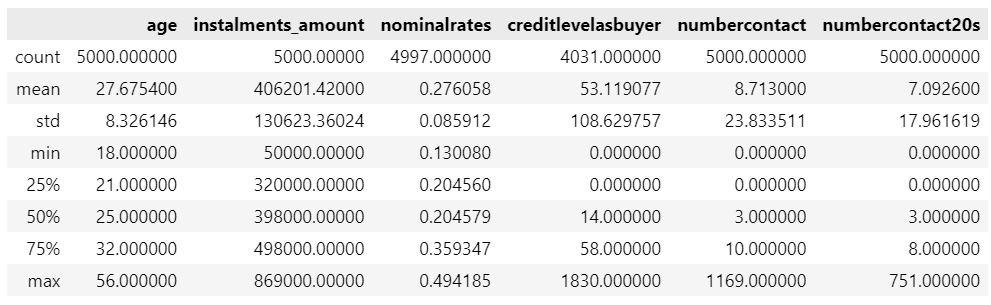 age instalments_amount nominalrates creditlevelasbuyer numbercontact numbercontact20s
count 5000.000000 5000.00000 4997.000000 4031.000000 5000.000000 5000.000000
mean 27.675400 406201.42000 0.276058 53.119077 8.713000 7.092600
std 8.326146 130623.36024 0.085912 108.629757 23.833511 17.961619
min 18.000000 50000.00000 0.130080 0.000000 0.000000 0.000000
25% 21.000000 320000.00000 0.204560 0.000000 0.000000 0.000000
50% 25.000000 398000.00000 0.204579 14.000000 3.000000 3.000000
75% 32.000000 498000.00000 0.359347 58.000000 10.000000 8.000000
max 56.000000 869000.00000 0.494185 1830.000000 1169.000000 751.000000